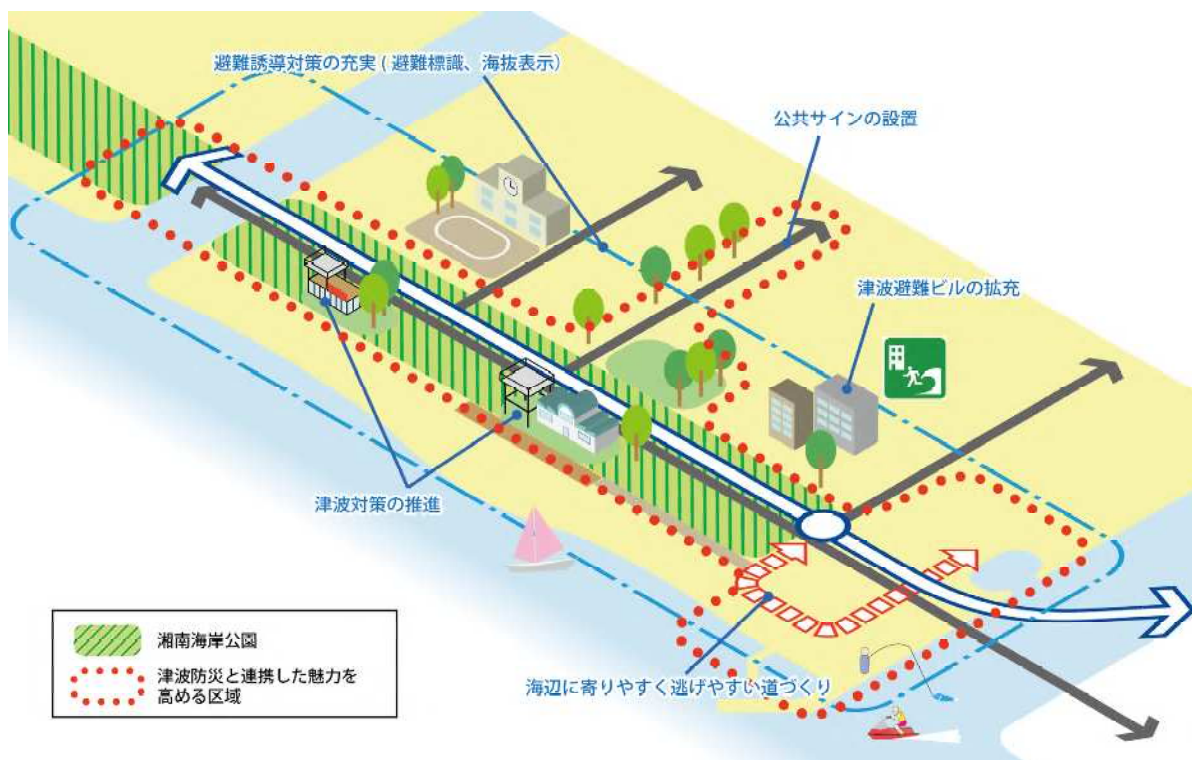 避難誘導対策の充実(避難標識、海抜表示)
公共サインの設置
津波避難ビルの拡充
津波対策の推進
海辺に寄りやすく逃げやすい道づくり
湘南海岸公園
津波防災と連携した魅力を
高める区域